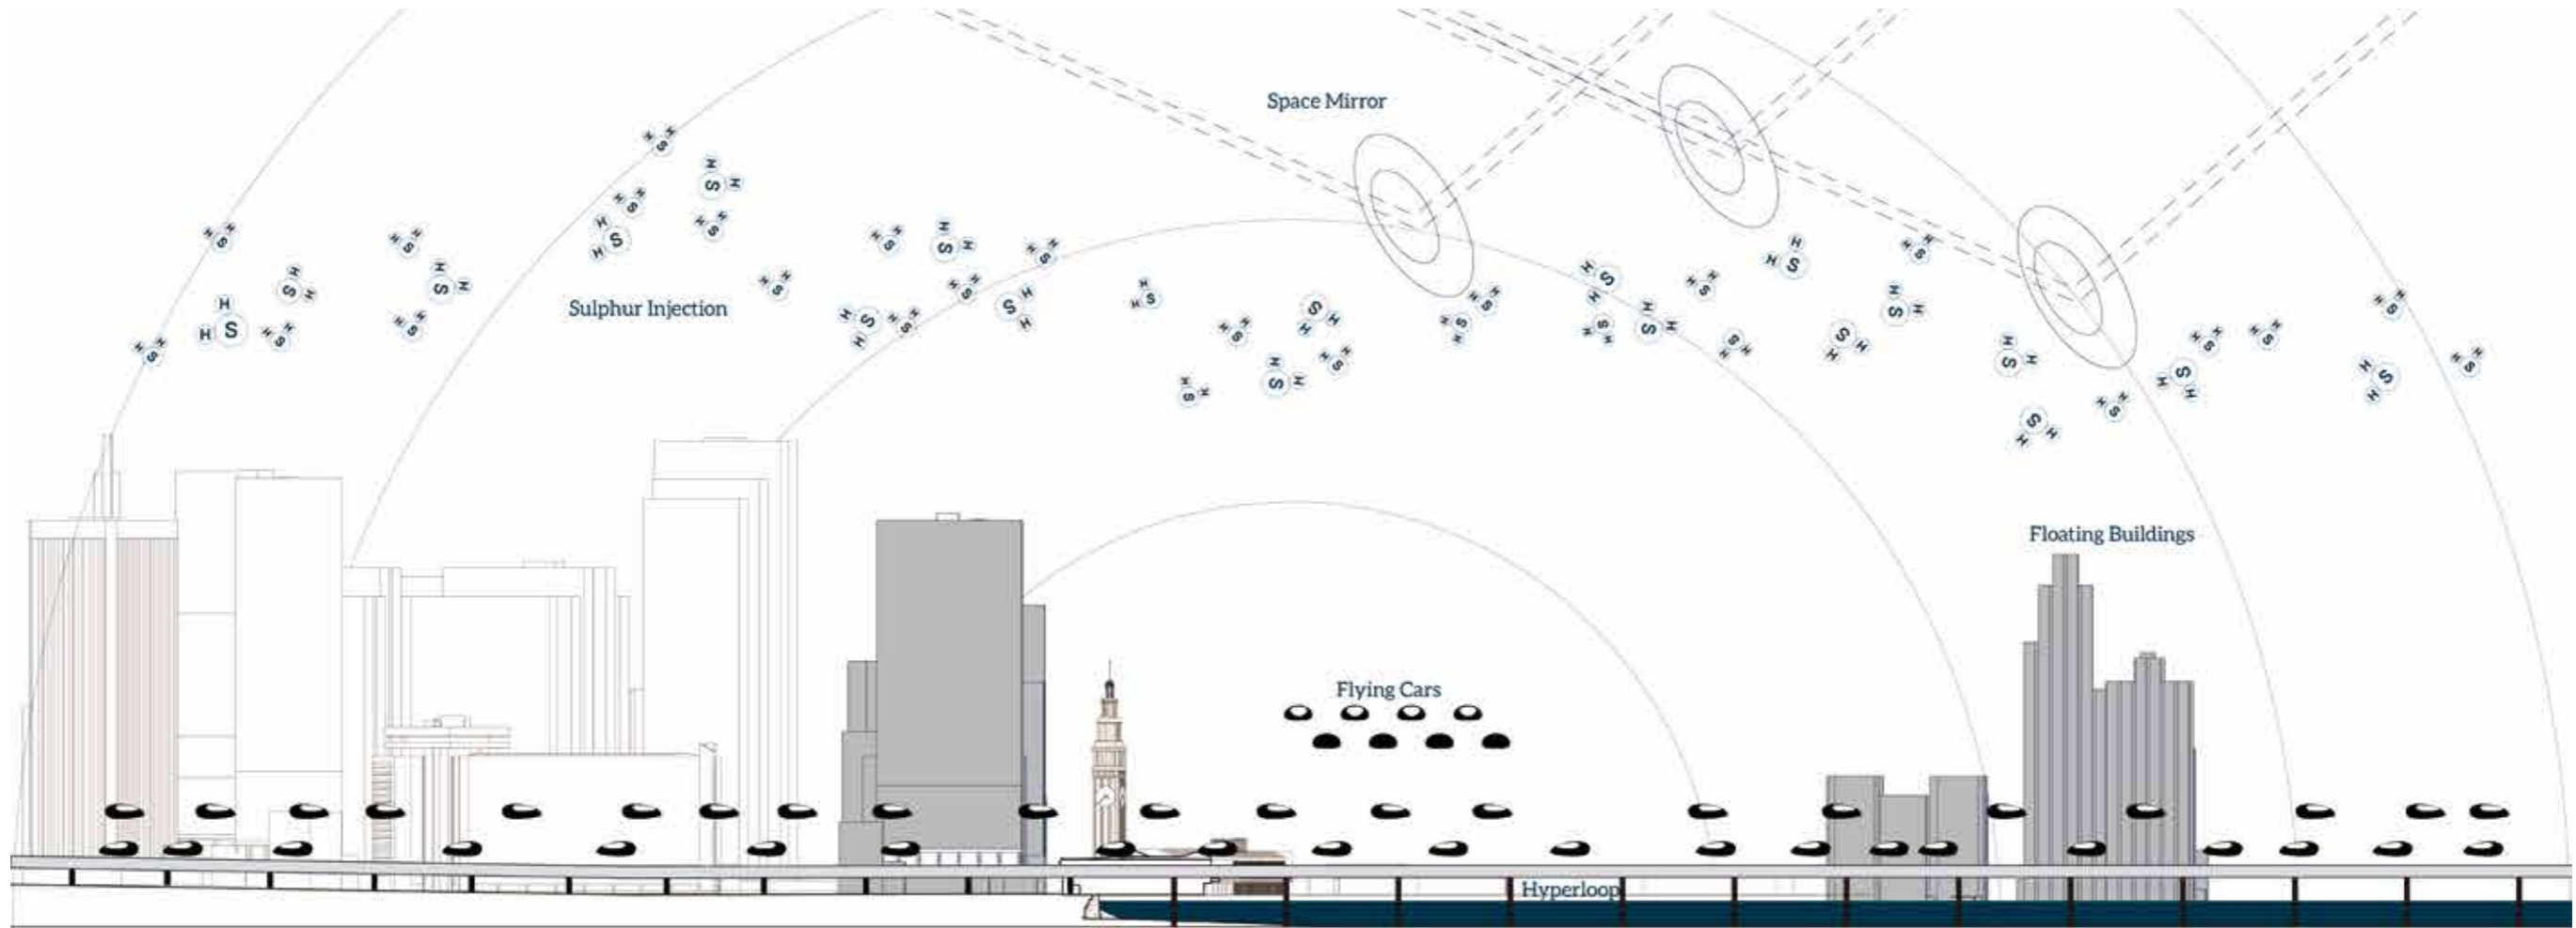 Space Mirror
Sulphur Injection
Floating Buildings
Flying Cars
Hyperloop